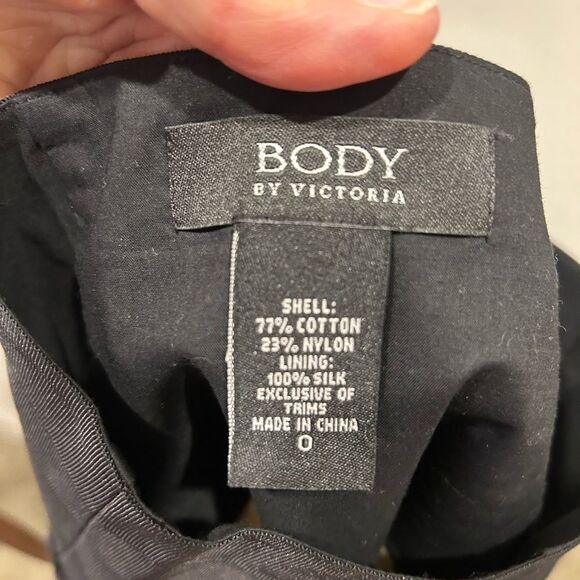 BODY
BY VICTORIA
SHELL:
77% COTTON
23% NYLON
LINING:
100% SILK
EXCLUSIVE OF
TRIMS
MADE IN CHINA
0